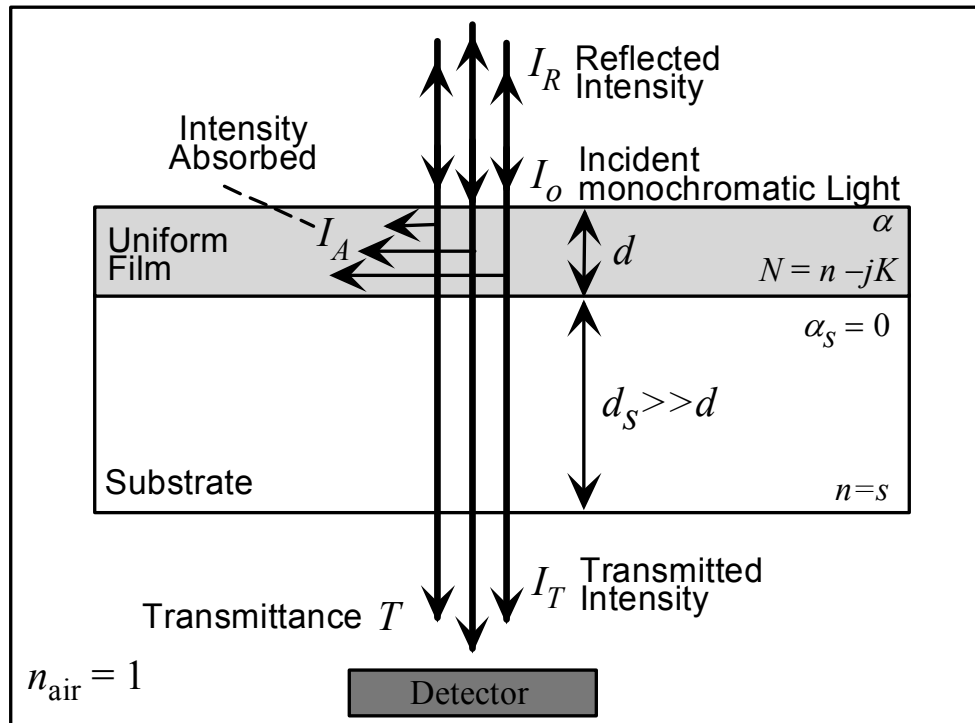 I_R Reflected
Intensity
Intensity
Absorbed
I_o Incident
monochromatic Light
I_A
Uniform
Film
d
α
N = n –jK
α_s = 0
d_s>>d
Substrate
n=s
I_T Transmitted
Intensity
Transmittance T
n_air = 1
Detector